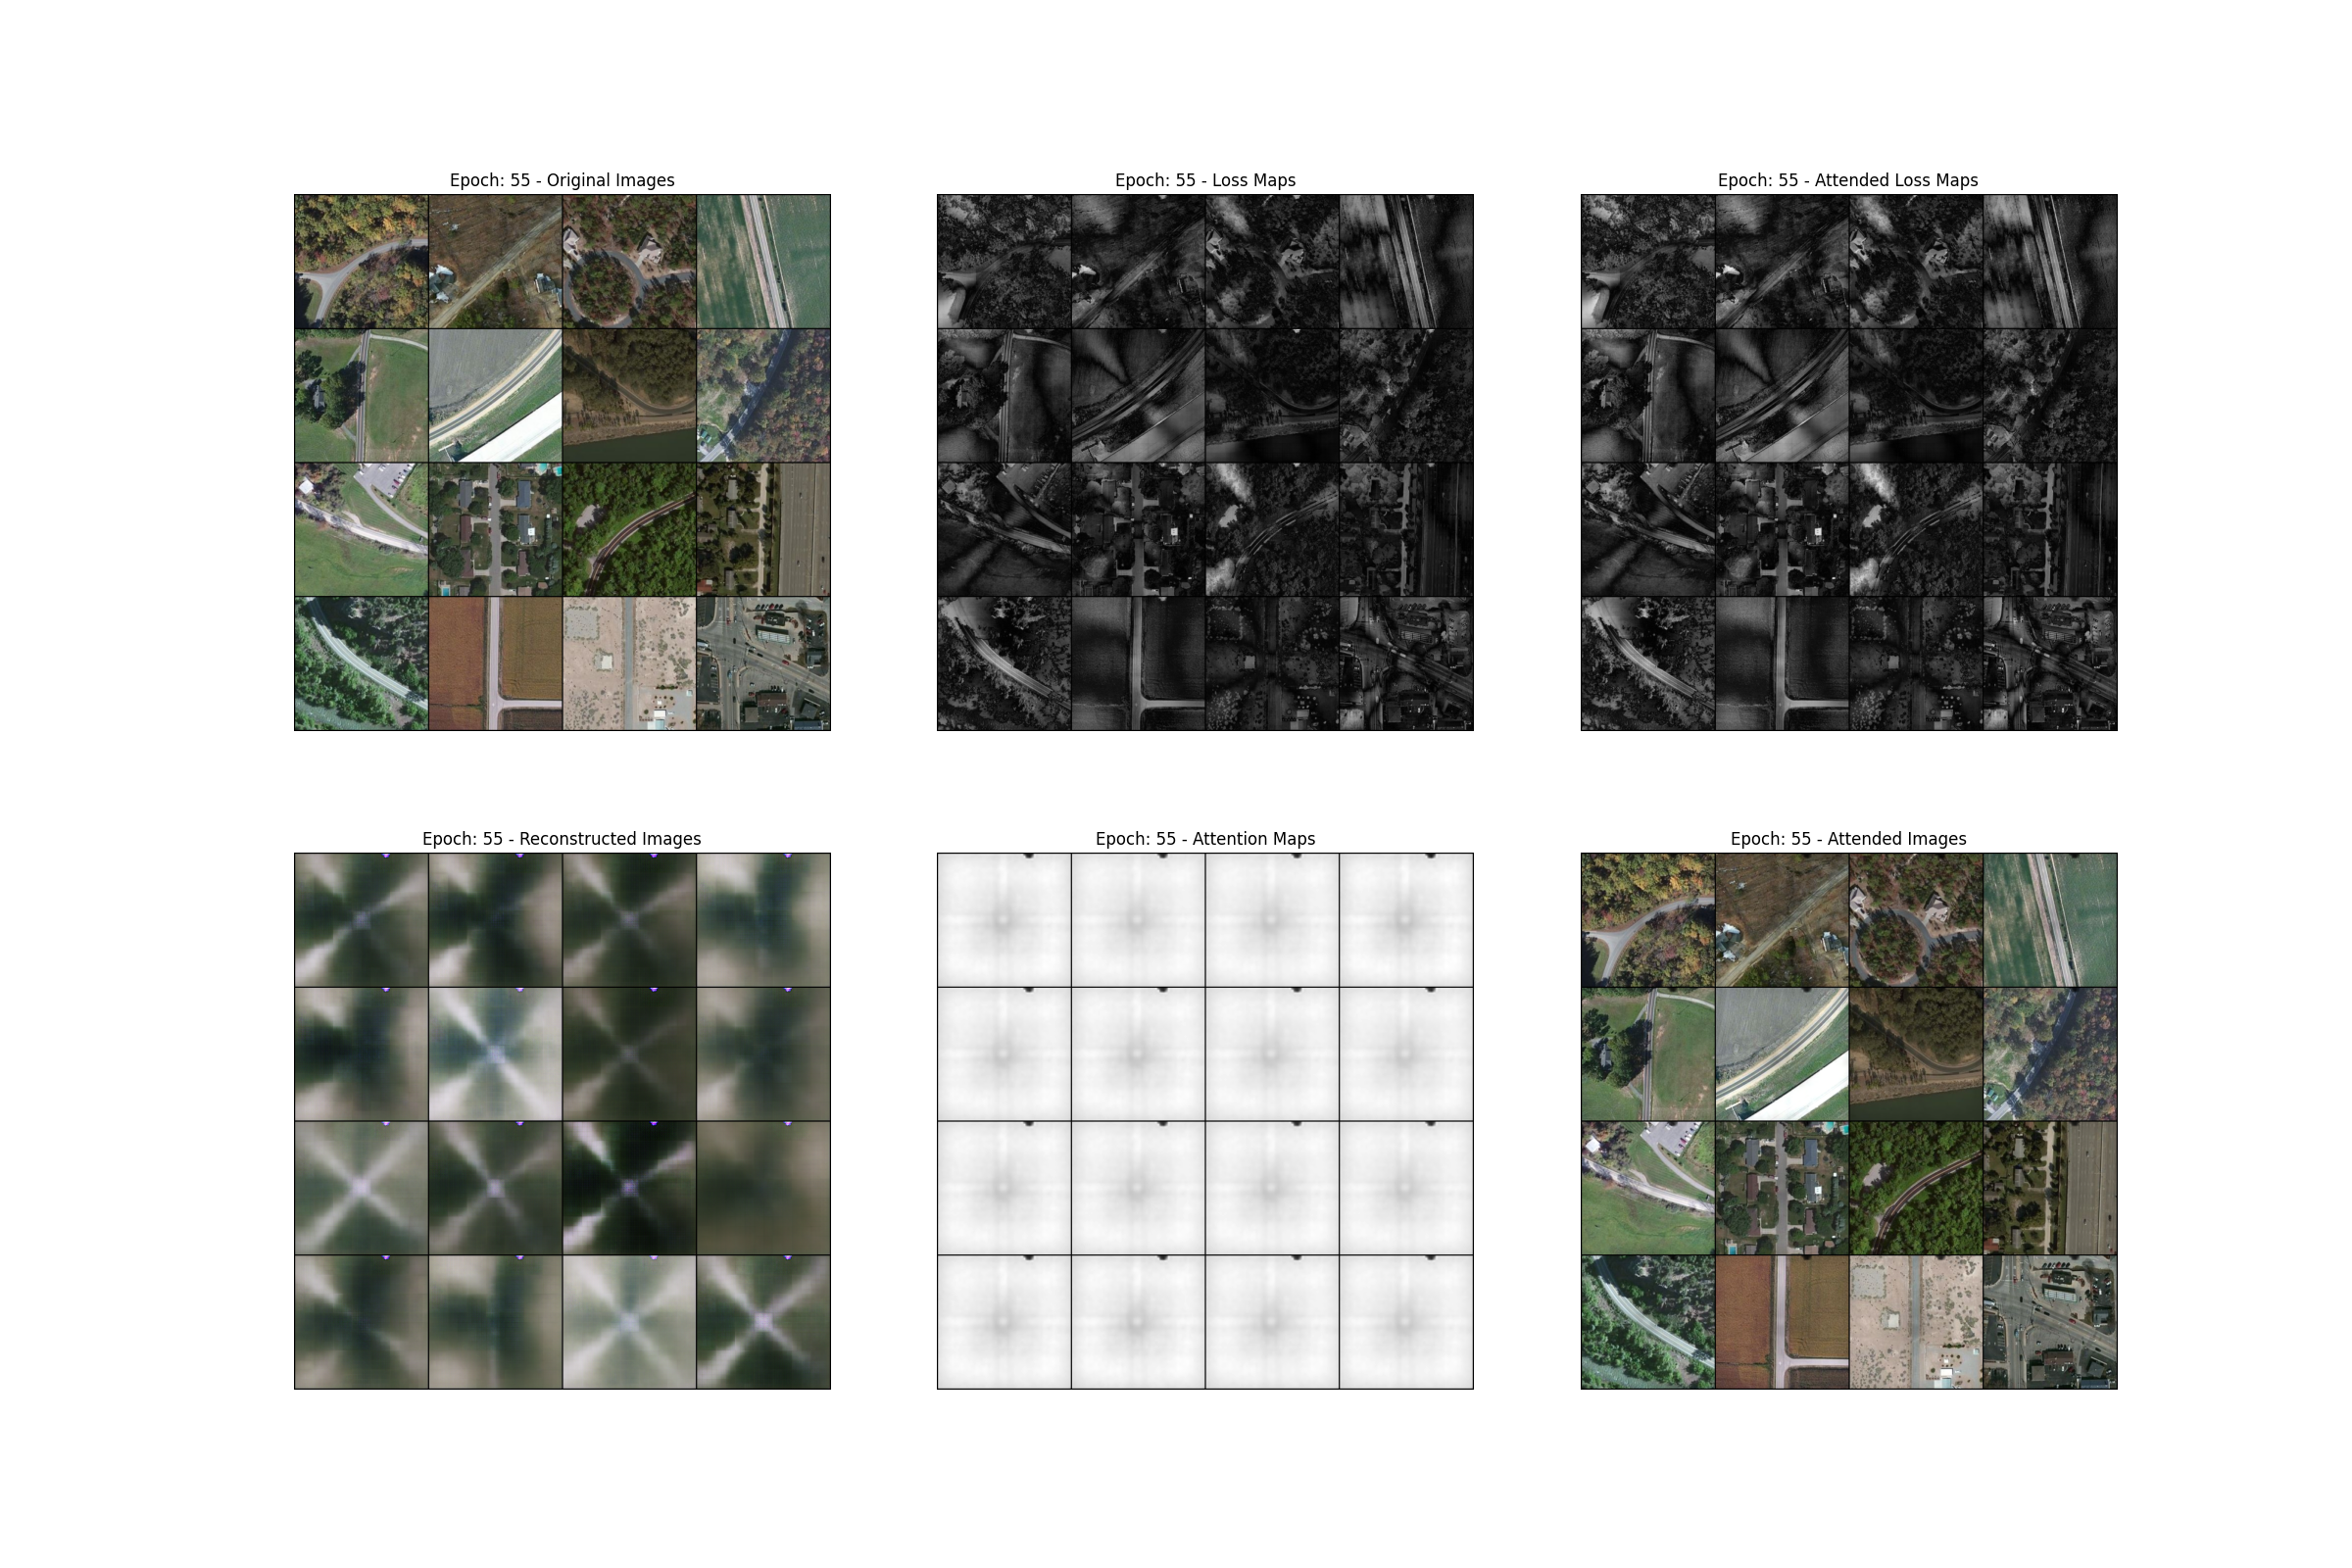 Epoch: 55 - Original Images
Epoch: 55 - Loss Maps
Epoch: 55 - Attended Loss Maps
Epoch: 55 - Reconstructed Images
Epoch: 55 - Attention Maps
Epoch: 55 - Attended Images